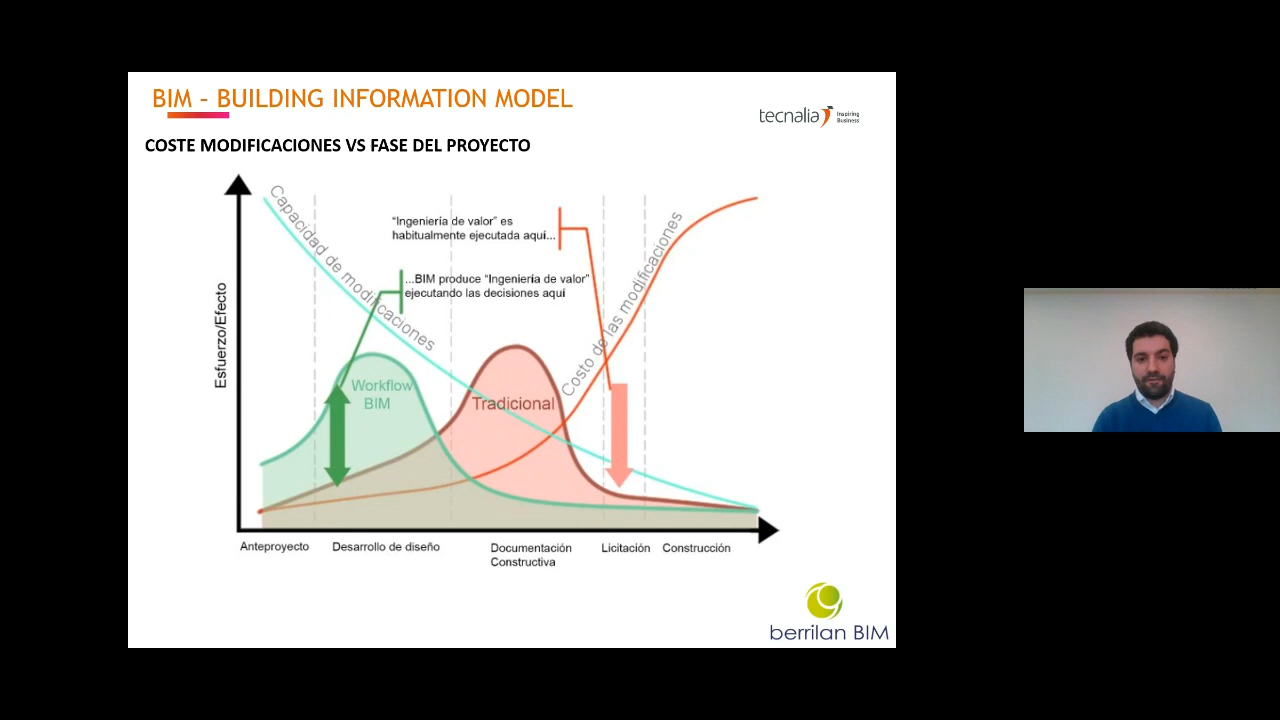 BIM – BUILDING INFORMATION MODEL
tecnalia Inspiring
Business
COSTE MODIFICACIONES VS FASE DEL PROYECTO
Capacidad de modificaciones
"Ingeniería de valor" es
habitualmente ejecutada aquí...
...BIM produce "Ingeniería de valor"
ejecutando las decisiones aquí
Costo de las modificaciones
Esfuerzo/Efecto
Workflow
BIM
Tradicional
Anteproyecto
Desarrollo de diseño
Documentación
Constructiva
Licitación
Construcción
berrilan BIM